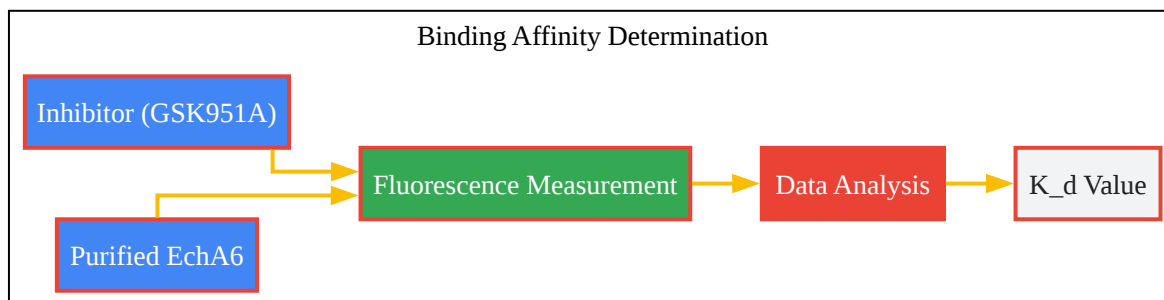 Binding Affinity Determination
Inhibitor (GSK951A)
Purified EchA6
Fluorescence Measurement
Data Analysis
K_d Value